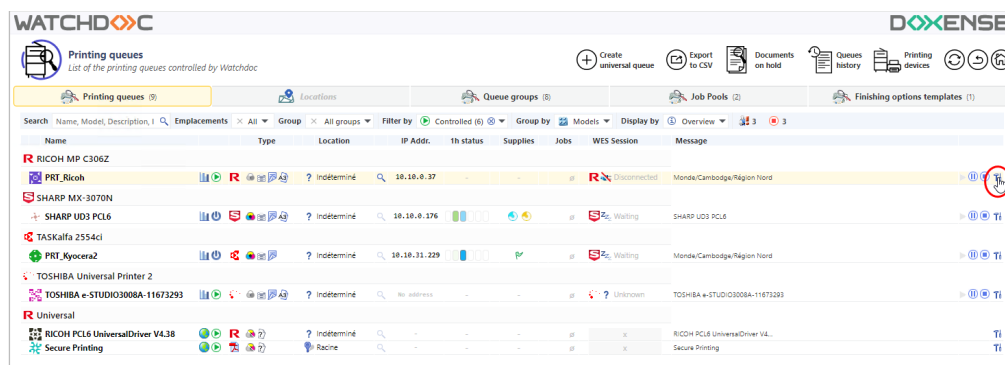 WATCHDOC DOXENSE
Printing queues
List of the printing queues controlled by Watchdoc
Create universal queue Export to CSV Documents on hold Queues history Printing devices
Printing queues (9) Locations Queue groups (8) Job Pools (2) Finishing options templates (1)
Search Name, Model, Description, I Emplacements × All Group × All groups Filter by Controlled (6) Group by Models Display by Overview 3 3
Name Type Location IP Addr. 1h status Supplies Jobs WES Session Message
RICOH MP C306Z
PRT_Ricoh A3 ? Indéterminé 10.10.0.37 - - ø Disconnected Monde/Cambodge/Région Nord
SHARP MX-3070N
SHARP UD3 PCL6 ? Indéterminé 10.10.0.176 ø Waiting SHARP UD3 PCL6
TASKalfa 2554ci
PRT_Kyocera2 ? Indéterminé 10.10.31.229 ø Waiting Monde/Cambodge/Région Nord
TOSHIBA Universal Printer 2
TOSHIBA e-STUDIO3008A-11673293 A3 ? Indéterminé No address - - ø ? Unknown TOSHIBA e-STUDIO3008A-11673293
Universal
RICOH PCL6 UniversalDriver V4.38 ? Indéterminé - - - ø x RICOH PCL6 UniversalDriver V4...
Secure Printing Racine - - - ø x Secure Printing